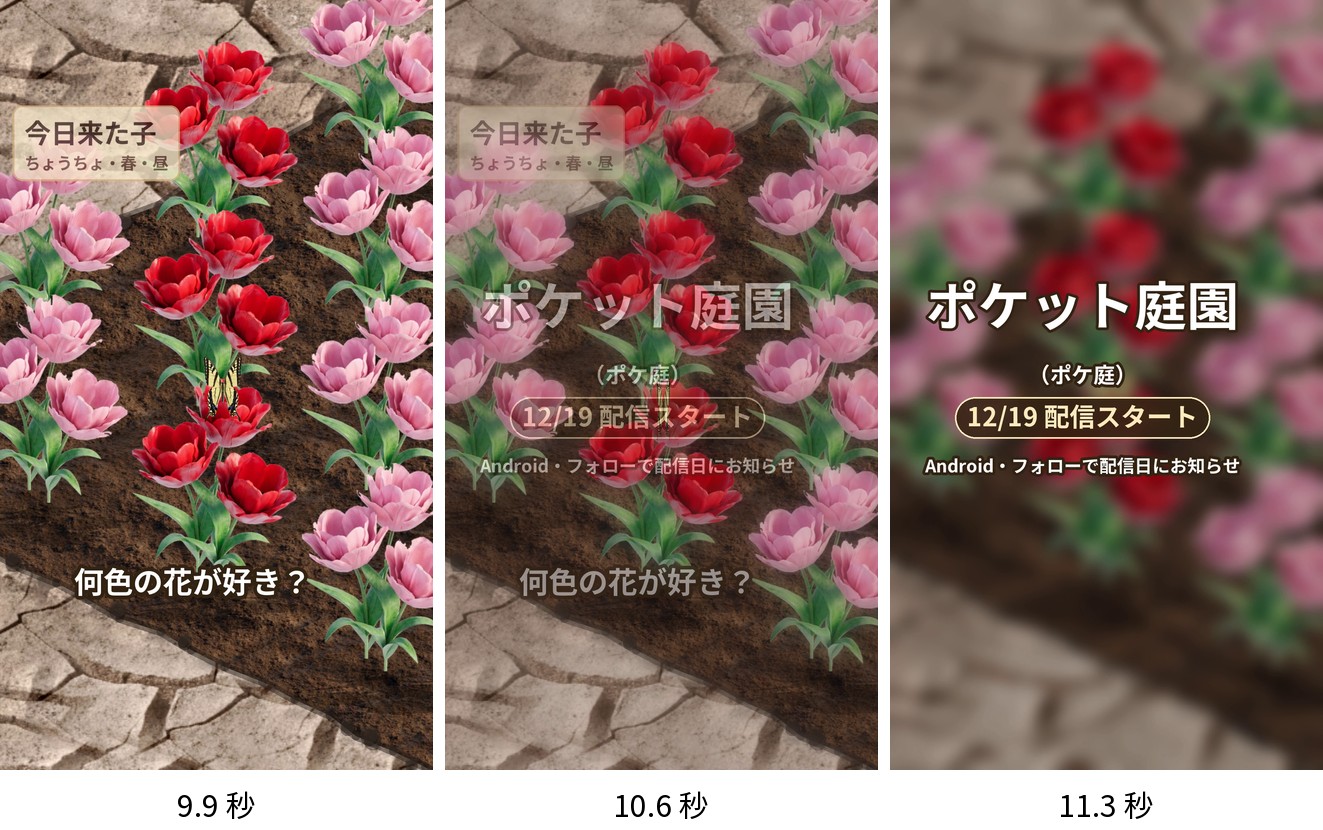 今日来た子
ちょうちょ・春・昼
何色の花が好き？
9.9 秒
今日来た子
ちょうちょ・春・昼
ポケット庭園
（ポケ庭）
12/19 配信スタート
Android・フォローで配信日にお知らせ
何色の花が好き？
10.6 秒
ポケット庭園
（ポケ庭）
12/19 配信スタート
Android・フォローで配信日にお知らせ
11.3 秒